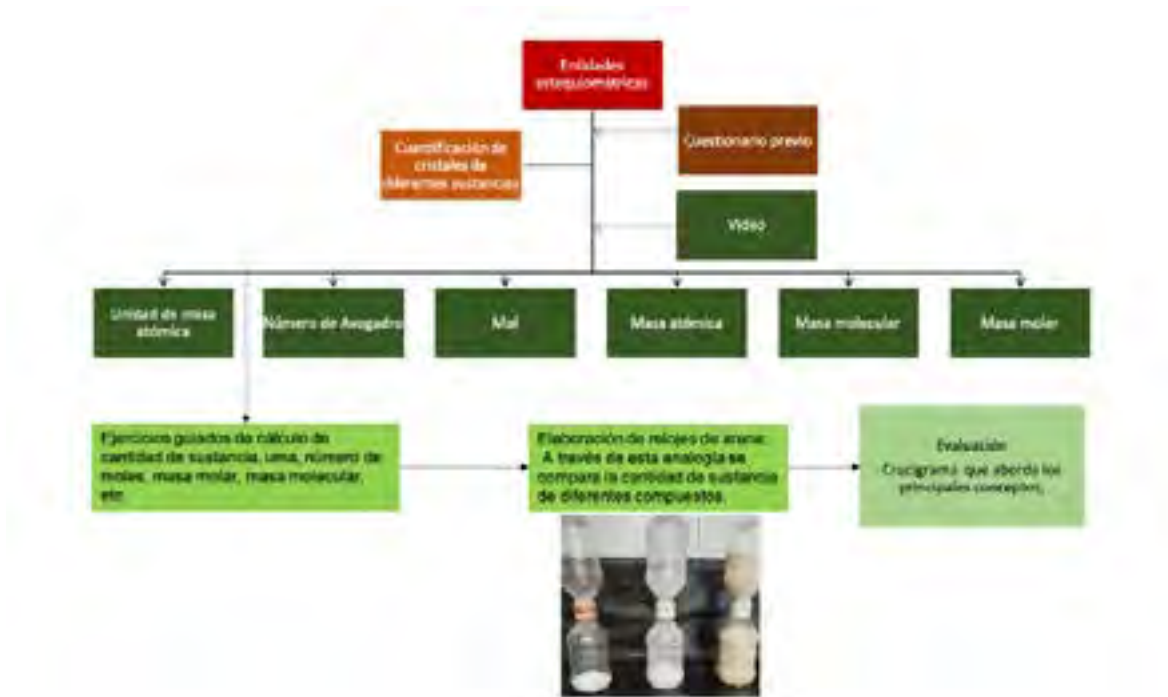 Entidades
estequiométricas
Cuestionario previo
Cuantificación de
cristales de
diferentes sustancias
Video
Unidad de masa
atómica
Número de Avogadro
Mol
Masa atómica
Masa molecular
Masa molar
Ejercicios guiados de cálculo de
cantidad de sustancia, uma, número de
moles, masa molar, masa molecular,
etc.
Elaboración de relojes de arena:
A través de esta analogía se
compara la cantidad de sustancia
de diferentes compuestos.
Evaluación
Crucigrama que aborda los
principales conceptos.